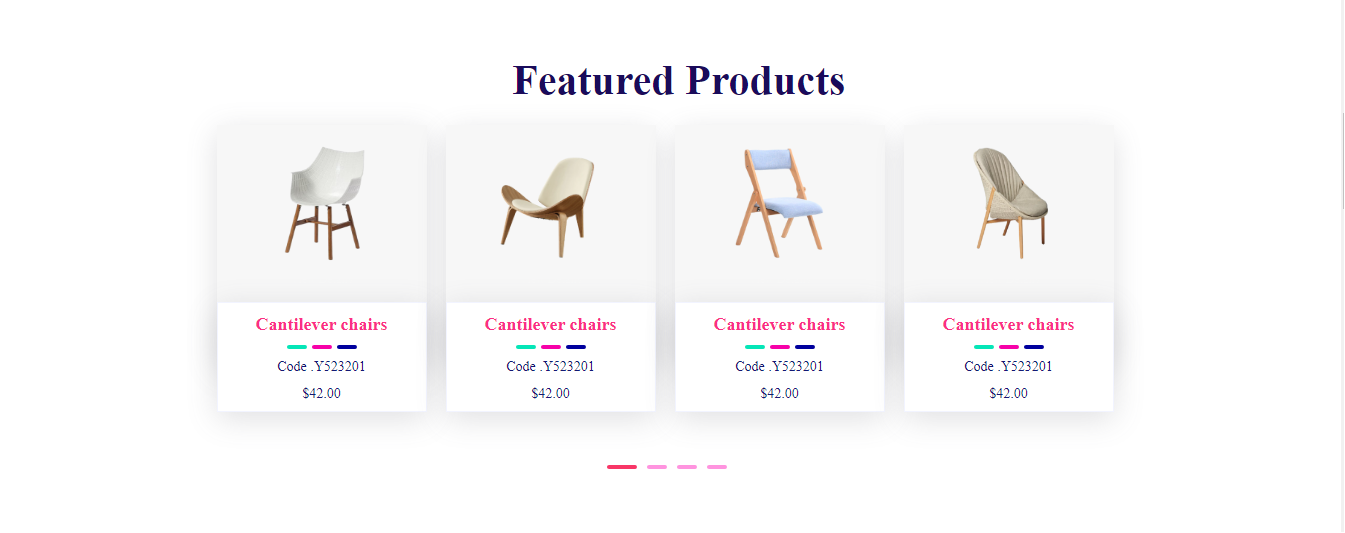 Featured Products
Cantilever chairs
Code .Y523201
$42.00
Cantilever chairs
Code .Y523201
$42.00
Cantilever chairs
Code .Y523201
$42.00
Cantilever chairs
Code .Y523201
$42.00